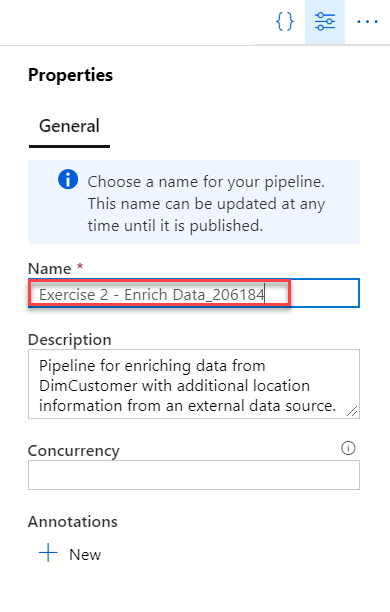 Properties
General
Choose a name for your pipeline.
This name can be updated at any
time until it is published.
Name *
Exercise 2 - Enrich Data_206184
Description
Pipeline for enriching data from
DimCustomer with additional location
information from an external data source.
Concurrency
Annotations
New